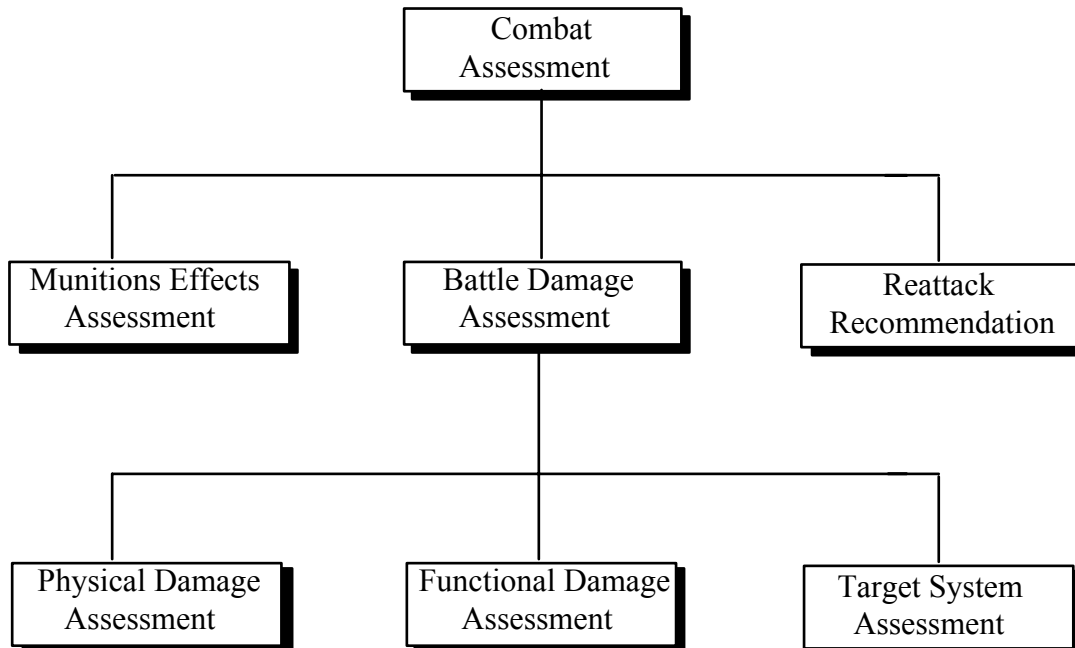 Combat
Assessment
Munitions Effects
Assessment
Battle Damage
Assessment
Reattack
Recommendation
Physical Damage
Assessment
Functional Damage
Assessment
Target System
Assessment